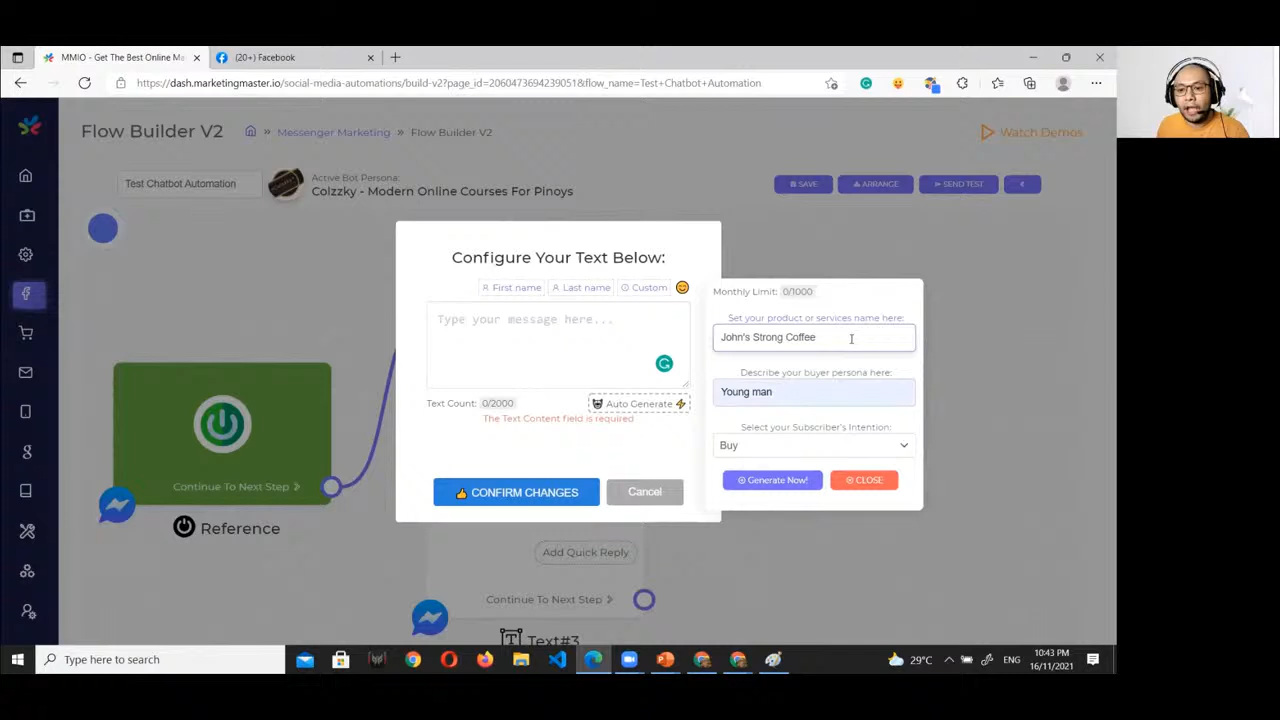 MMIO - Get The Best Online Ma
(20+) Facebook
https://dash.marketingmaster.io/social-media-automations/build-v2?page_id=2060473694239051&flow_name=Test+Chatbot+Automation
Flow Builder V2
Messenger Marketing
Flow Builder V2
Watch Demos
Test Chatbot Automation
Active Bot Persona:
Colzzky - Modern Online Courses For Pinoys
SAVE
ARRANGE
SEND TEST
Configure Your Text Below:
First name
Last name
Custom
Type your message here...
Text Count: 0/2000
Auto Generate
The Text Content field is required
CONFIRM CHANGES
Cancel
Monthly Limit: 0/1000
Set your product or services name here:
John's Strong Coffee
Describe your buyer persona here:
Young man
Select your Subscriber's Intention:
Buy
Generate Now!
CLOSE
Continue To Next Step
Reference
Add Quick Reply
Continue To Next Step
Text#3
Type here to search
29°C
ENG
10:43 PM
16/11/2021